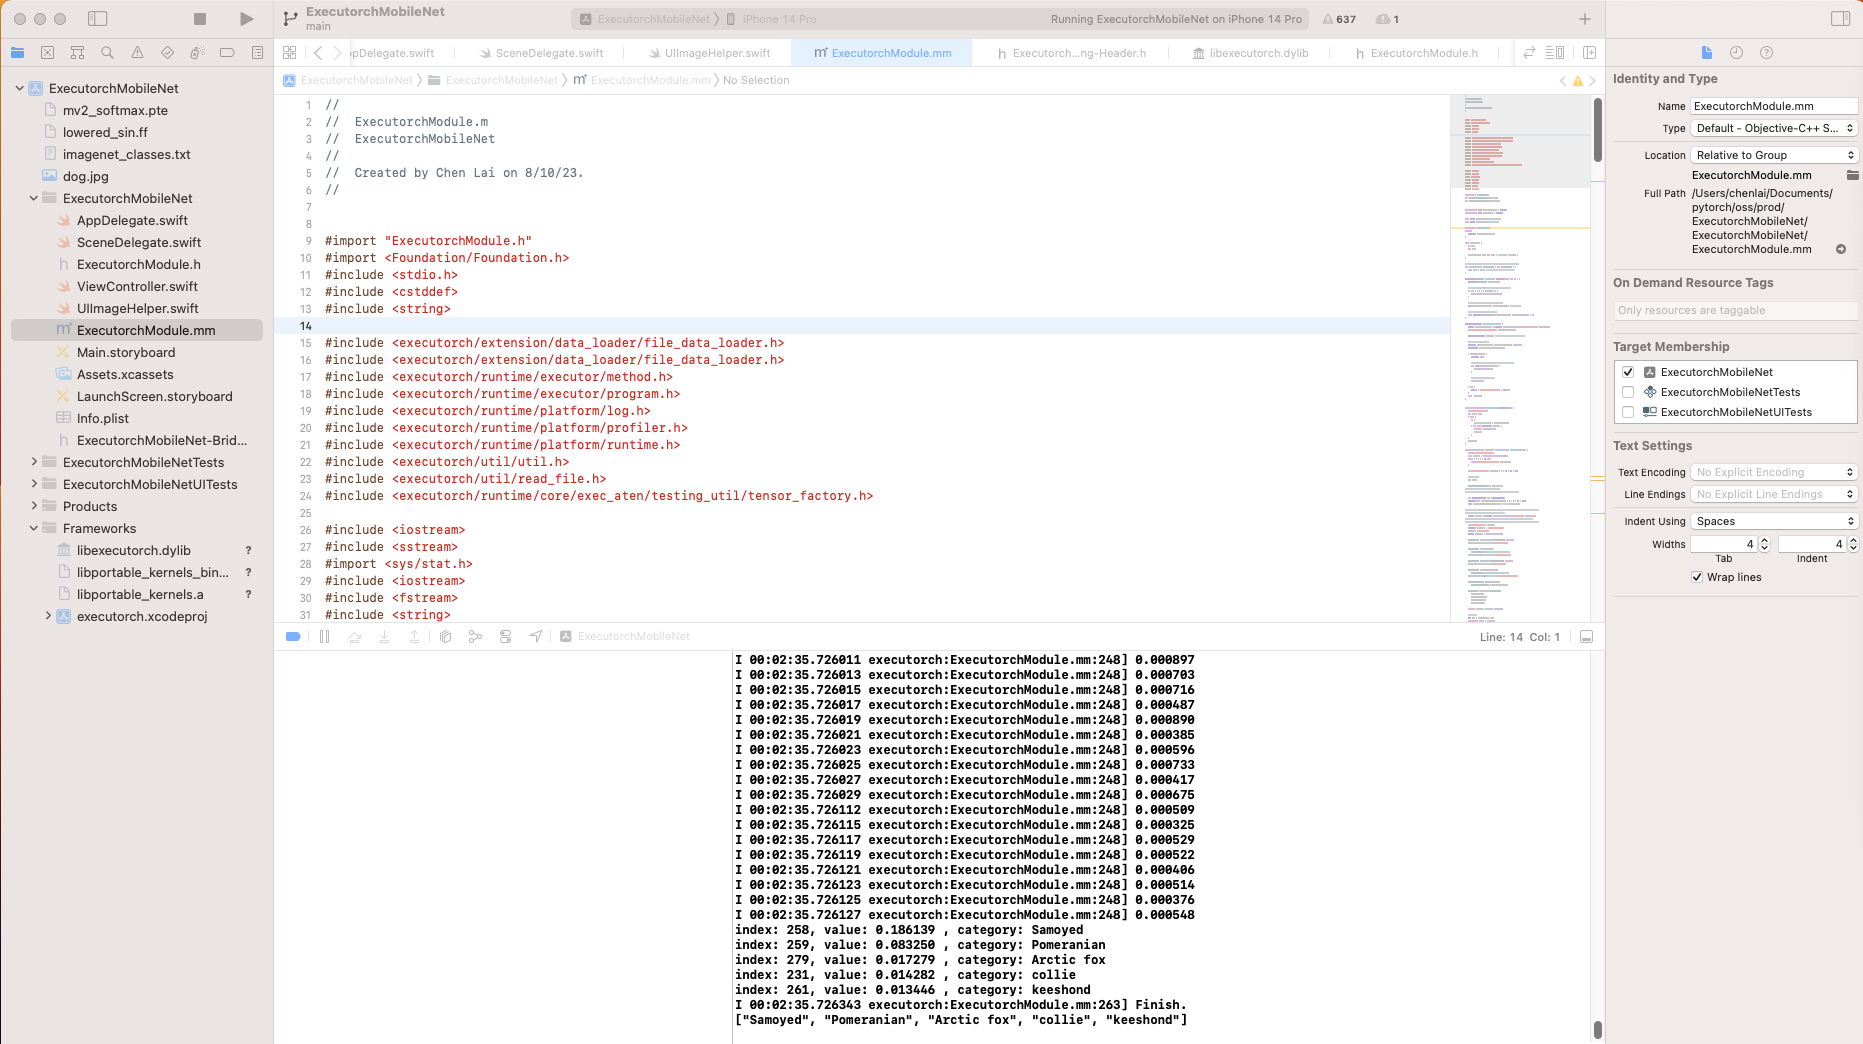 ExecutorchMobileNet
main
ExecutorchMobileNet
iPhone 14 Pro
Running ExecutorchMobileNet on iPhone 14 Pro
637
1
ExecutorchMobileNet
mv2_softmax.pte
lowered_sin.ff
imagenet_classes.txt
dog.jpg
ExecutorchMobileNet
AppDelegate.swift
SceneDelegate.swift
h ExecutorchModule.h
ViewController.swift
UIImageHelper.swift
m ExecutorchModule.mm
Main.storyboard
Assets.xcassets
LaunchScreen.storyboard
Info.plist
h ExecutorchMobileNet-Brid...
ExecutorchMobileNetTests
ExecutorchMobileNetUITests
Products
Frameworks
libexecutorch.dylib ?
libportable_kernels_bin... ?
libportable_kernels.a ?
executorch.xcodeproj
ppDelegate.swift
SceneDelegate.swift
UIImageHelper.swift
m ExecutorchModule.mm
h Executorch...ng-Header.h
libexecutorch.dylib
h ExecutorchModule.h
ExecutorchMobileNet
ExecutorchMobileNet
m ExecutorchModule.mm
No Selection
1 //
2 //  ExecutorchModule.m
3 //  ExecutorchMobileNet
4 //
5 //  Created by Chen Lai on 8/10/23.
6 //
7
8
9 #import "ExecutorchModule.h"
10 #import <Foundation/Foundation.h>
11 #include <stdio.h>
12 #include <cstddef>
13 #include <string>
14
15 #include <executorch/extension/data_loader/file_data_loader.h>
16 #include <executorch/extension/data_loader/file_data_loader.h>
17 #include <executorch/runtime/executor/method.h>
18 #include <executorch/runtime/executor/program.h>
19 #include <executorch/runtime/platform/log.h>
20 #include <executorch/runtime/platform/profiler.h>
21 #include <executorch/runtime/platform/runtime.h>
22 #include <executorch/util/util.h>
23 #include <executorch/util/read_file.h>
24 #include <executorch/runtime/core/exec_aten/testing_util/tensor_factory.h>
25
26 #include <iostream>
27 #include <sstream>
28 #import <sys/stat.h>
29 #include <iostream>
30 #include <fstream>
31 #include <string>
ExecutorchMobileNet
Line: 14 Col: 1
I 00:02:35.726011 executorch:ExecutorchModule.mm:248] 0.000897
I 00:02:35.726013 executorch:ExecutorchModule.mm:248] 0.000703
I 00:02:35.726015 executorch:ExecutorchModule.mm:248] 0.000716
I 00:02:35.726017 executorch:ExecutorchModule.mm:248] 0.000487
I 00:02:35.726019 executorch:ExecutorchModule.mm:248] 0.000890
I 00:02:35.726021 executorch:ExecutorchModule.mm:248] 0.000385
I 00:02:35.726023 executorch:ExecutorchModule.mm:248] 0.000596
I 00:02:35.726025 executorch:ExecutorchModule.mm:248] 0.000733
I 00:02:35.726027 executorch:ExecutorchModule.mm:248] 0.000417
I 00:02:35.726029 executorch:ExecutorchModule.mm:248] 0.000675
I 00:02:35.726112 executorch:ExecutorchModule.mm:248] 0.000509
I 00:02:35.726115 executorch:ExecutorchModule.mm:248] 0.000325
I 00:02:35.726117 executorch:ExecutorchModule.mm:248] 0.000529
I 00:02:35.726119 executorch:ExecutorchModule.mm:248] 0.000522
I 00:02:35.726121 executorch:ExecutorchModule.mm:248] 0.000406
I 00:02:35.726123 executorch:ExecutorchModule.mm:248] 0.000514
I 00:02:35.726125 executorch:ExecutorchModule.mm:248] 0.000376
I 00:02:35.726127 executorch:ExecutorchModule.mm:248] 0.000548
index: 258, value: 0.186139 , category: Samoyed
index: 259, value: 0.083250 , category: Pomeranian
index: 279, value: 0.017279 , category: Arctic fox
index: 231, value: 0.014282 , category: collie
index: 261, value: 0.013446 , category: keeshond
I 00:02:35.726343 executorch:ExecutorchModule.mm:263] Finish.
["Samoyed", "Pomeranian", "Arctic fox", "collie", "keeshond"]
Identity and Type
Name ExecutorchModule.mm
Type Default - Objective-C++ S...
Location Relative to Group
ExecutorchModule.mm
Full Path /Users/chenlai/Documents/
pytorch/oss/prod/
ExecutorchMobileNet/
ExecutorchMobileNet/
ExecutorchModule.mm
On Demand Resource Tags
Only resources are taggable
Target Membership
ExecutorchMobileNet
ExecutorchMobileNetTests
ExecutorchMobileNetUITests
Text Settings
Text Encoding No Explicit Encoding
Line Endings No Explicit Line Endings
Indent Using Spaces
Widths 4 4
Tab Indent
Wrap lines